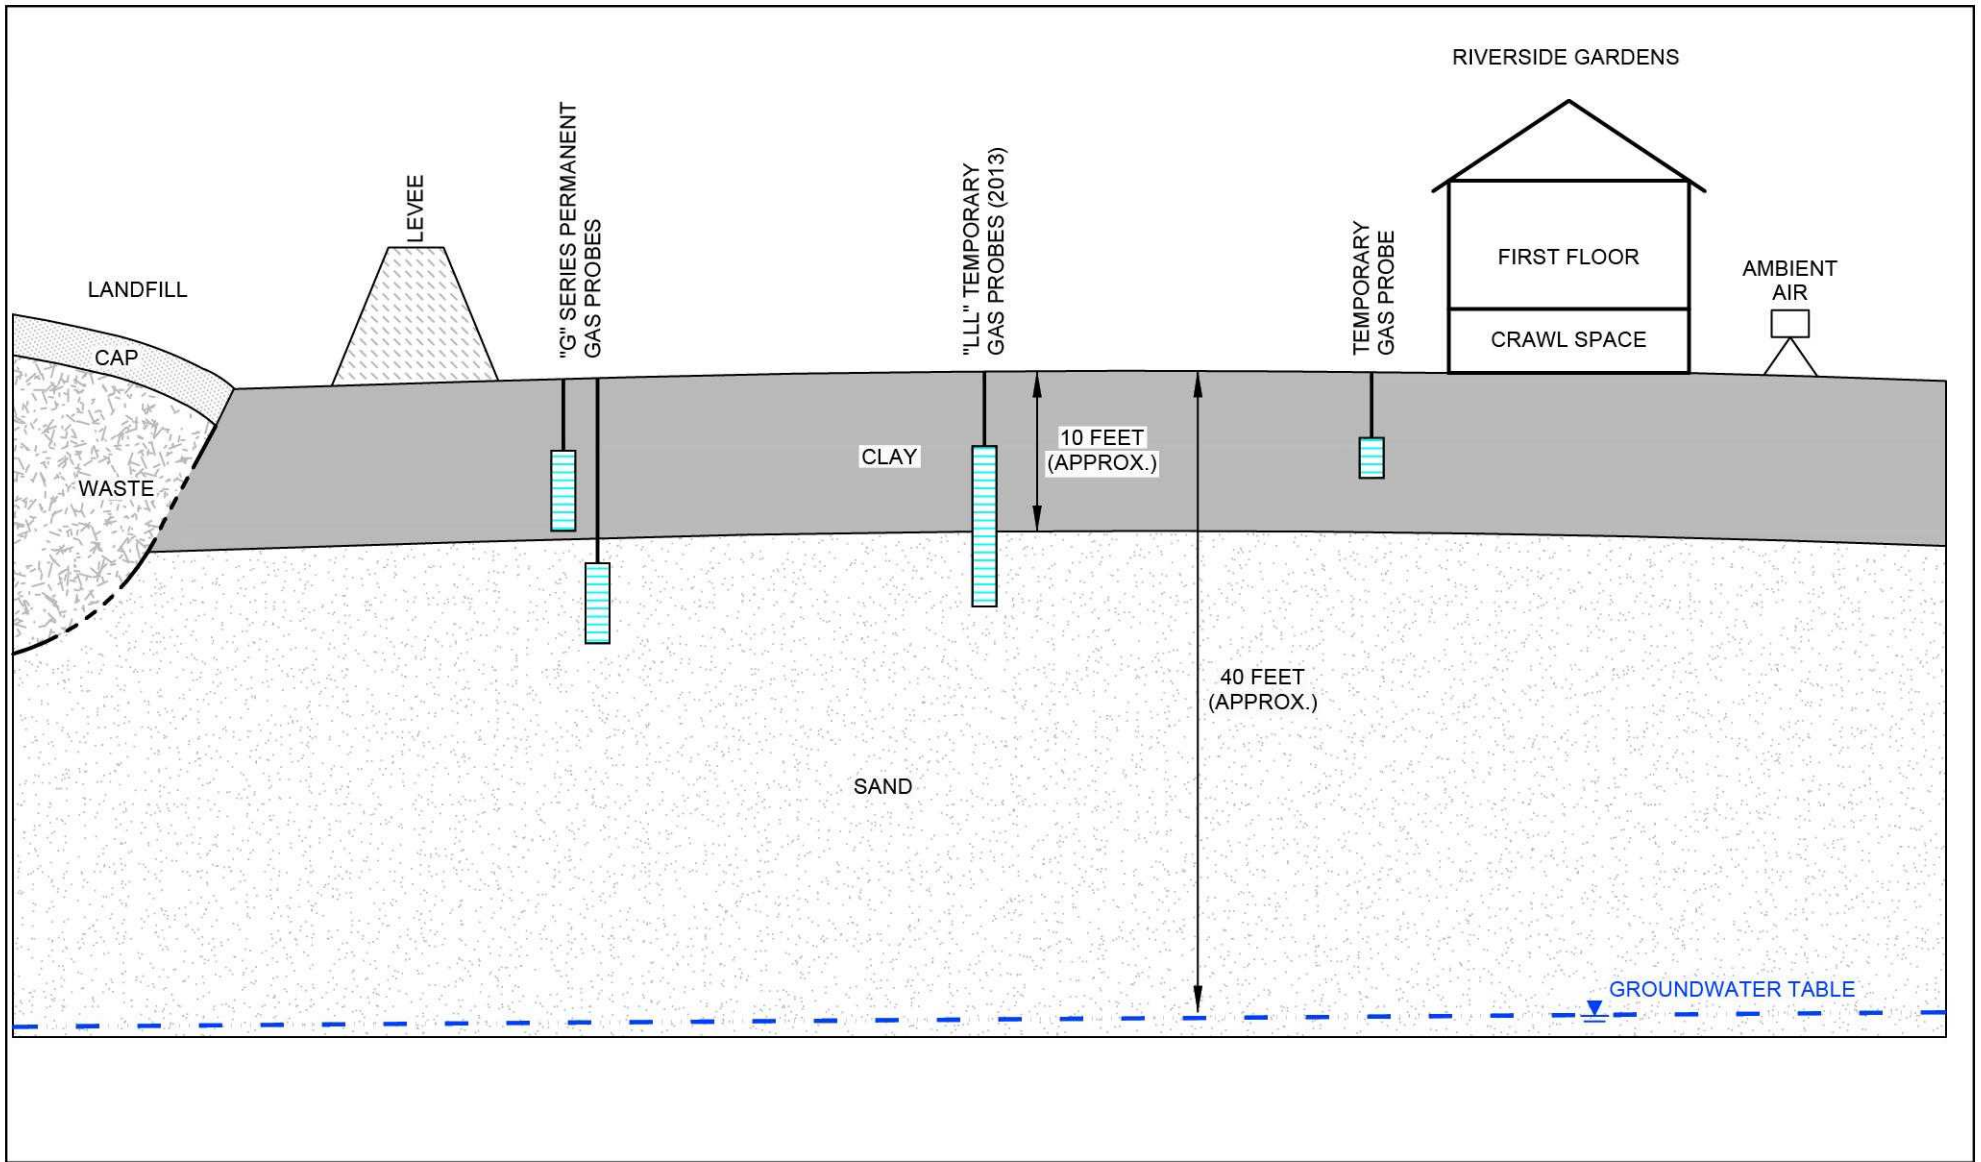 RIVERSIDE GARDENS
LANDFILL
CAP
WASTE
LEVEE
"G" SERIES PERMANENT
GAS PROBES
"LLL" TEMPORARY
GAS PROBES (2013)
TEMPORARY
GAS PROBE
FIRST FLOOR
CRAWL SPACE
AMBIENT
AIR
CLAY
10 FEET
(APPROX.)
40 FEET
(APPROX.)
SAND
GROUNDWATER TABLE